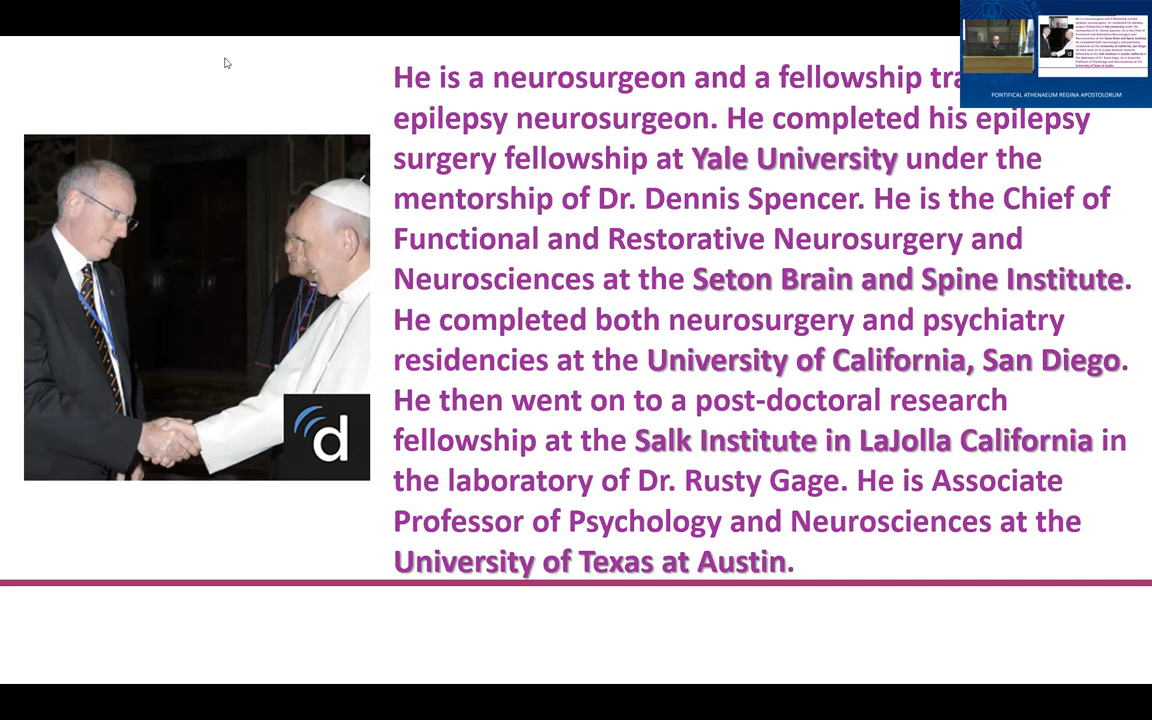 He is a neurosurgeon and a fellowship
epilepsy neurosurgeon. He completed his epilepsy
surgery fellowship at Yale University under the
mentorship of Dr. Dennis Spencer. He is the Chief of
Functional and Restorative Neurosurgery and
Neurosciences at the Seton Brain and Spine Institute.
He completed both neurosurgery and psychiatry
residencies at the University of California, San Diego.
He then went on to a post-doctoral research
fellowship at the Salk Institute in LaJolla California in
the laboratory of Dr. Rusty Gage. He is Associate
Professor of Psychology and Neurosciences at the
University of Texas at Austin.
d
PONTIFICAL ATHENAEUM REGINA APOSTOLORUM